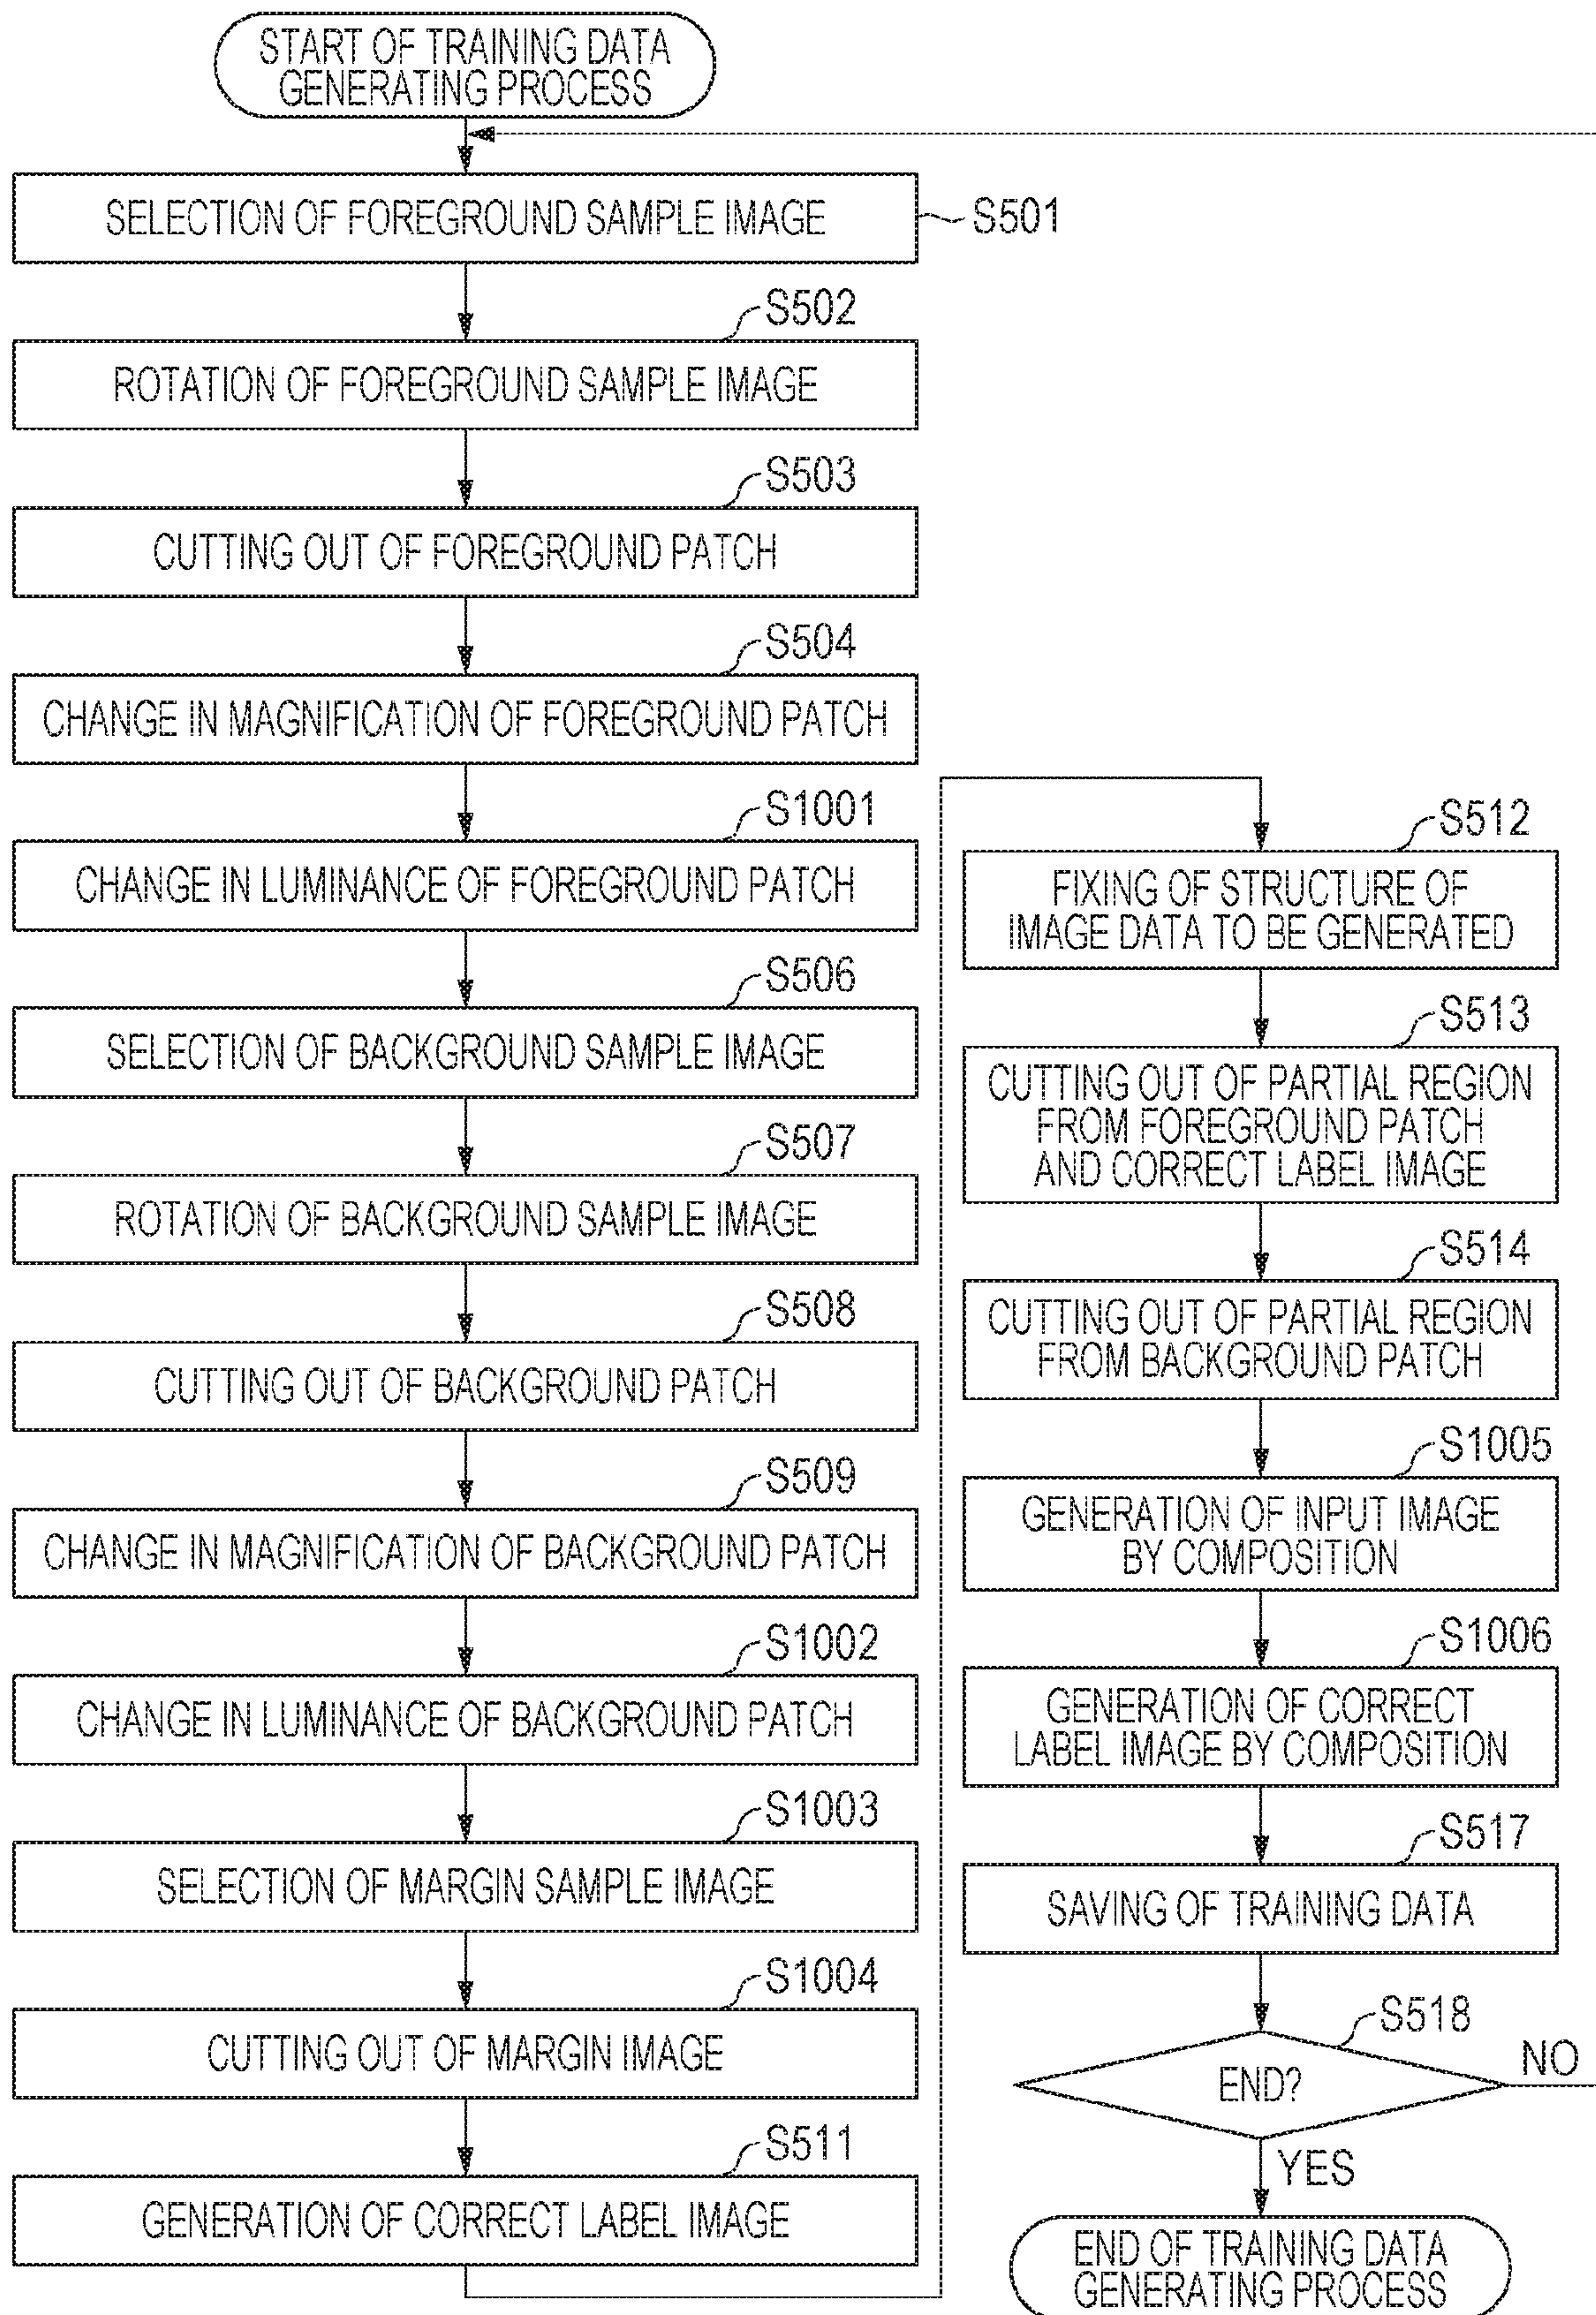 START OF TRAINING DATA
GENERATING PROCESS
SELECTION OF FOREGROUND SAMPLE IMAGE
S501
S502
ROTATION OF FOREGROUND SAMPLE IMAGE
S503
CUTTING OUT OF FOREGROUND PATCH
S504
CHANGE IN MAGNIFICATION OF FOREGROUND PATCH
S1001
CHANGE IN LUMINANCE OF FOREGROUND PATCH
S506
SELECTION OF BACKGROUND SAMPLE IMAGE
S507
ROTATION OF BACKGROUND SAMPLE IMAGE
S508
CUTTING OUT OF BACKGROUND PATCH
S509
CHANGE IN MAGNIFICATION OF BACKGROUND PATCH
S1002
CHANGE IN LUMINANCE OF BACKGROUND PATCH
S1003
SELECTION OF MARGIN SAMPLE IMAGE
S1004
CUTTING OUT OF MARGIN IMAGE
S511
GENERATION OF CORRECT LABEL IMAGE
S512
FIXING OF STRUCTURE OF
IMAGE DATA TO BE GENERATED
S513
CUTTING OUT OF PARTIAL REGION
FROM FOREGROUND PATCH
AND CORRECT LABEL IMAGE
S514
CUTTING OUT OF PARTIAL REGION
FROM BACKGROUND PATCH
S1005
GENERATION OF INPUT IMAGE
BY COMPOSITION
S1006
GENERATION OF CORRECT
LABEL IMAGE BY COMPOSITION
S517
SAVING OF TRAINING DATA
S518
END?
NO
YES
END OF TRAINING DATA
GENERATING PROCESS